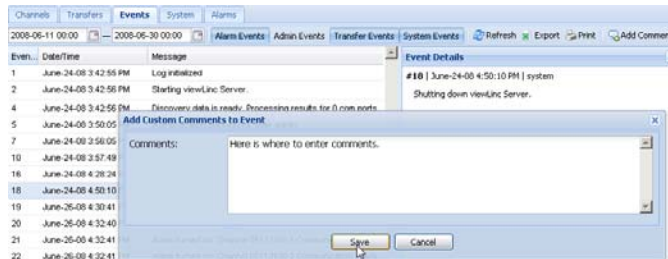 Channels Transfers Events System Alarms
2008-06-11 00:00 — 2008-06-30 00:00 Alarm Events Admin Events Transfer Events System Events Refresh Export Print Add Commen
Even... Date/Time Message Event Details
1 June-24-08 3:42:55 PM Log initialized
#18 | June-24-08 4:50:10 PM | system
2 June-24-08 3:42:56 PM Starting viewLinc Server.
Shutting down viewLinc Server.
4 June-24-08 3:42:56 PM Discovery data is ready. Processing results for 0 com ports.
5 June-24-08 3:50:05
Add Custom Comments to Event
7 June-24-08 3:56:05
Comments: Here is where to enter comments.
10 June-24-08 3:57:49
16 June-24-08 4:28:24
18 June-24-08 4:50:10
19 June-26-08 4:30:41
20 June-26-08 4:32:40
21 June-26-08 4:32:41
Save Cancel
22 June-26-08 4:32:41